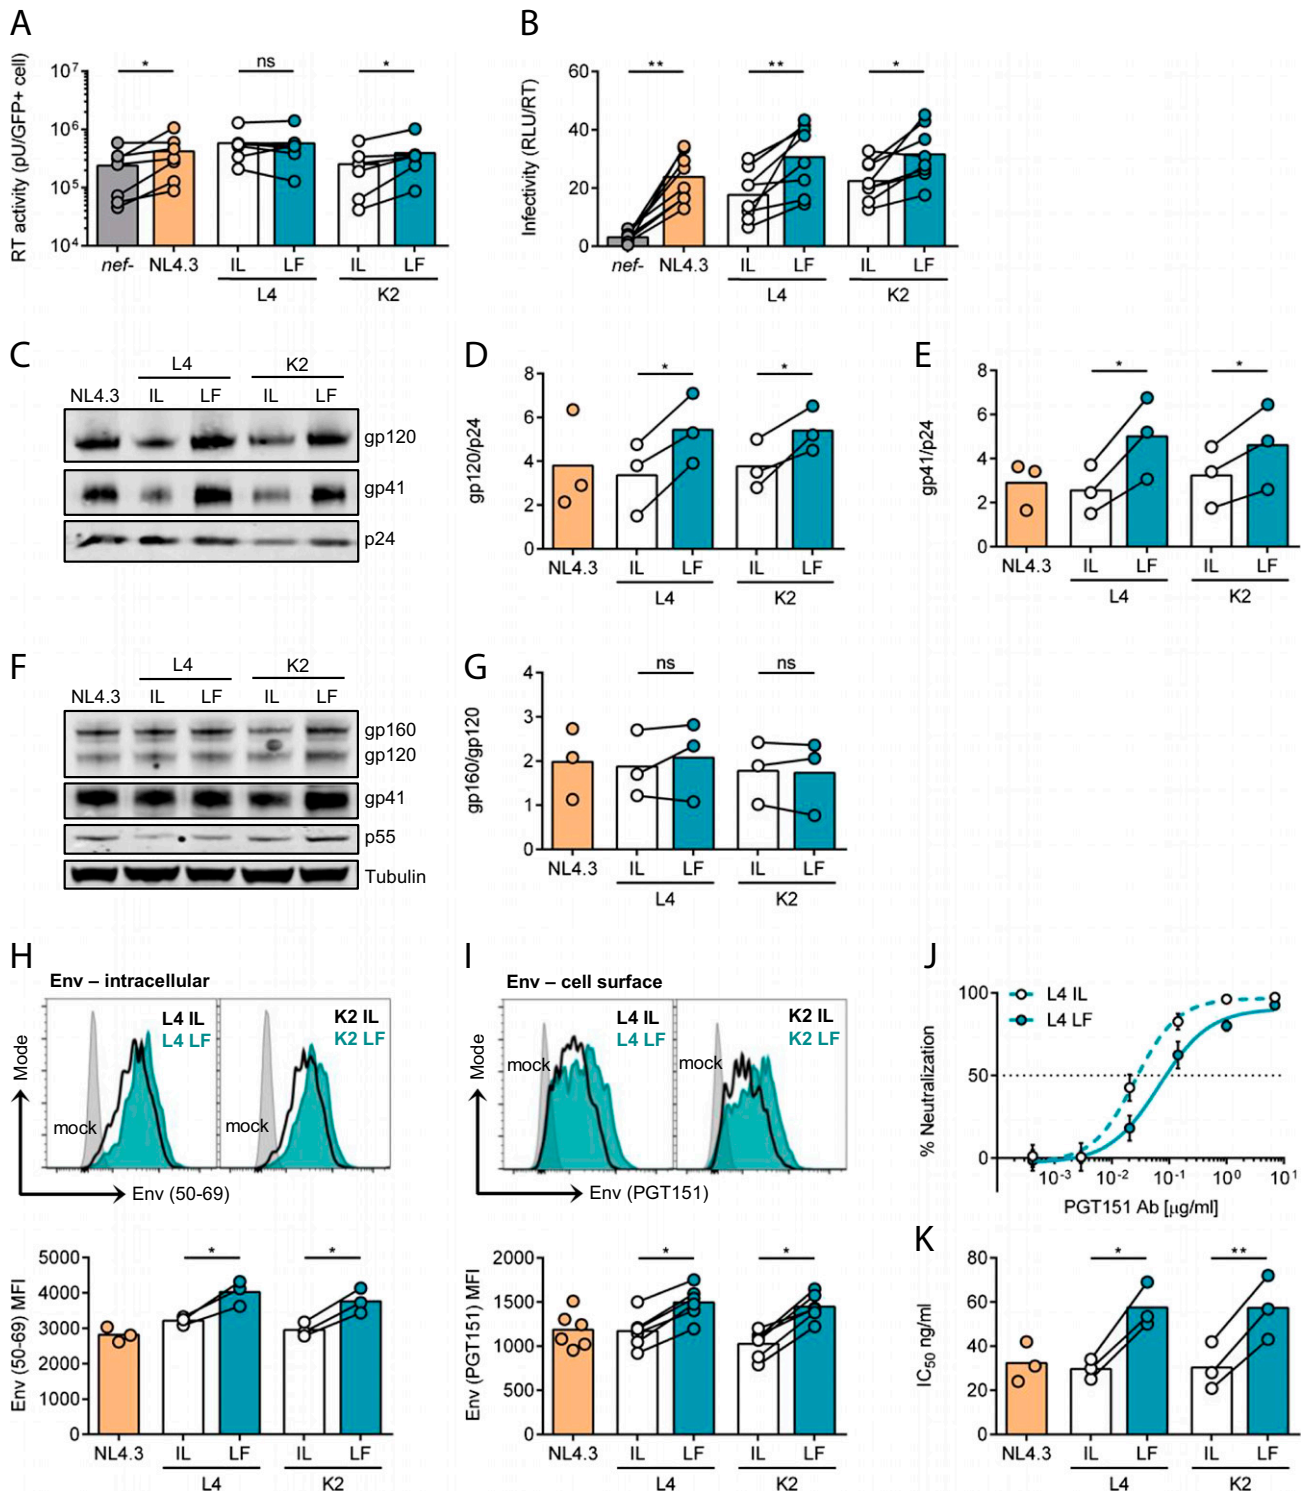 A
RT activity (pU/GFP+ cell)
10⁷
10⁶
10⁵
10⁴
* ns *
nef- NL4.3 IL LF IL LF
L4 K2
B
Infectivity (RLU/RT)
60
40
20
0
** ** *
nef- NL4.3 IL LF IL LF
L4 K2
C
L4 K2
NL4.3 IL LF IL LF
gp120
gp41
p24
D
gp120/p24
8
6
4
2
0
* *
NL4.3 IL LF IL LF
L4 K2
E
gp41/p24
8
6
4
2
0
* *
NL4.3 IL LF IL LF
L4 K2
F
L4 K2
NL4.3 IL LF IL LF
gp160
gp120
gp41
p55
Tubulin
G
gp160/gp120
4
3
2
1
0
ns ns
NL4.3 IL LF IL LF
L4 K2
H
Env – intracellular
L4 IL
L4 LF
K2 IL
K2 LF
Mode
mock
mock
Env (50-69)
Env (50-69) MFI
5000
4000
3000
2000
1000
0
* *
NL4.3 IL LF IL LF
L4 K2
I
Env – cell surface
L4 IL
L4 LF
K2 IL
K2 LF
Mode
mock
mock
Env (PGT151)
Env (PGT151) MFI
2000
1500
1000
500
0
* *
NL4.3 IL LF IL LF
L4 K2
J
L4 IL
L4 LF
% Neutralization
100
50
0
10⁻³ 10⁻² 10⁻¹ 10⁰ 10¹
PGT151 Ab [µg/ml]
K
IC₅₀ ng/ml
80
60
40
20
0
* **
NL4.3 IL LF IL LF
L4 K2